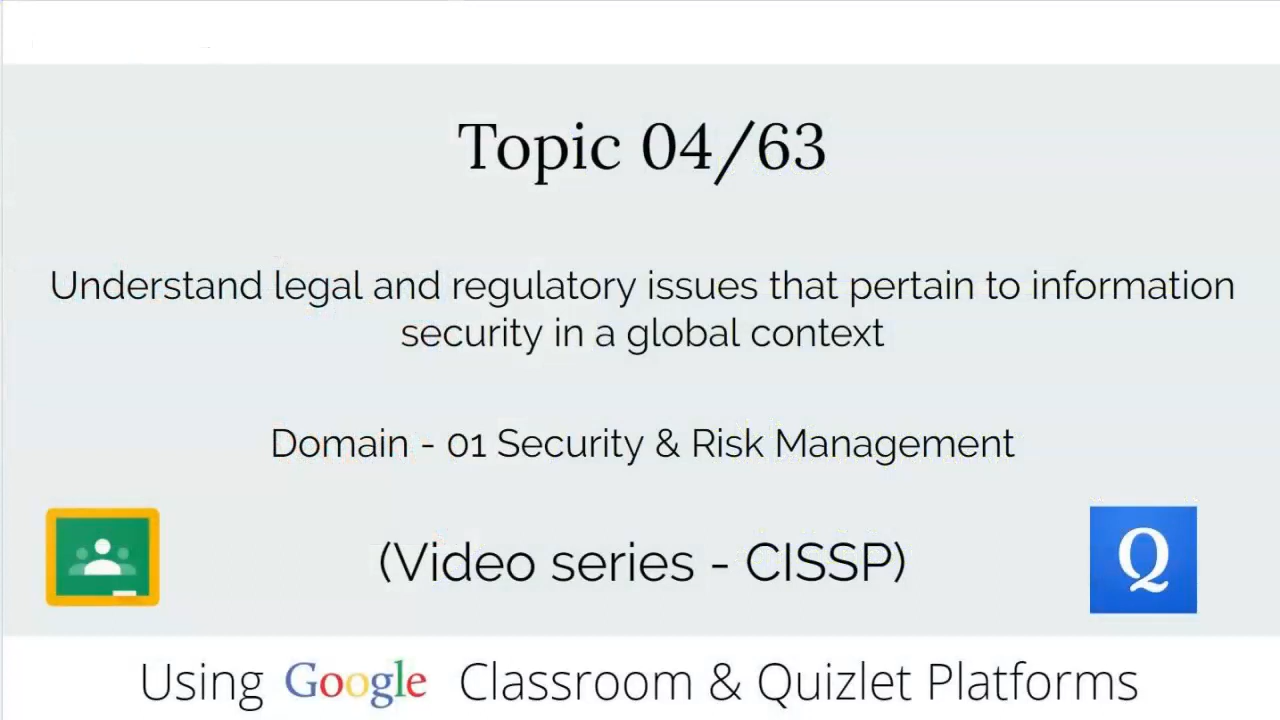 Topic 04/63
Understand legal and regulatory issues that pertain to information
security in a global context
Domain - 01 Security & Risk Management
(Video series - CISSP)
Q
Using Google Classroom & Quizlet Platforms